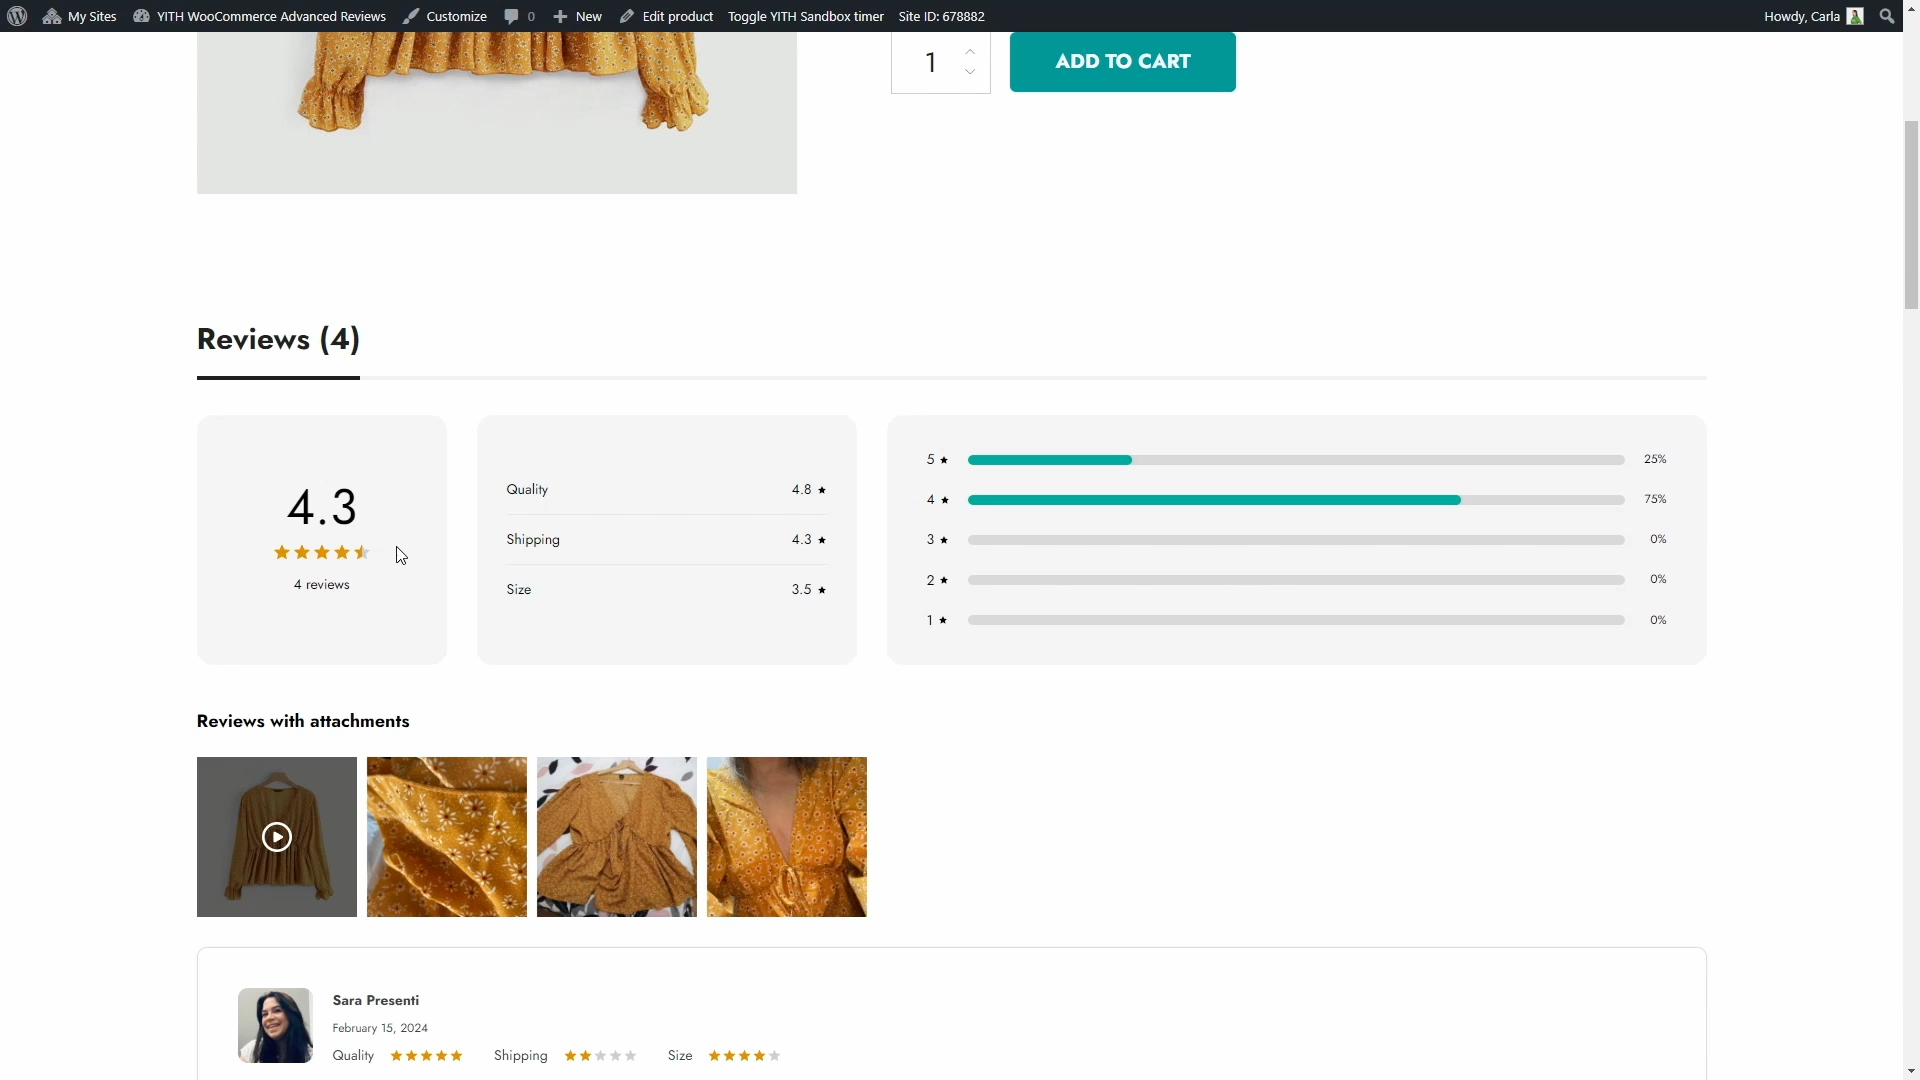 My Sites YITH WooCommerce Advanced Reviews Customize 0 New Edit product Toggle YITH Sandbox timer Site ID: 678882 Howdy, Carla
1 ADD TO CART
Reviews (4)
4.3
4 reviews
Quality 4.8 ★
Shipping 4.3 ★
Size 3.5 ★
5 ★ 25%
4 ★ 75%
3 ★ 0%
2 ★ 0%
1 ★ 0%
Reviews with attachments
Sara Presenti
February 15, 2024
Quality Shipping Size